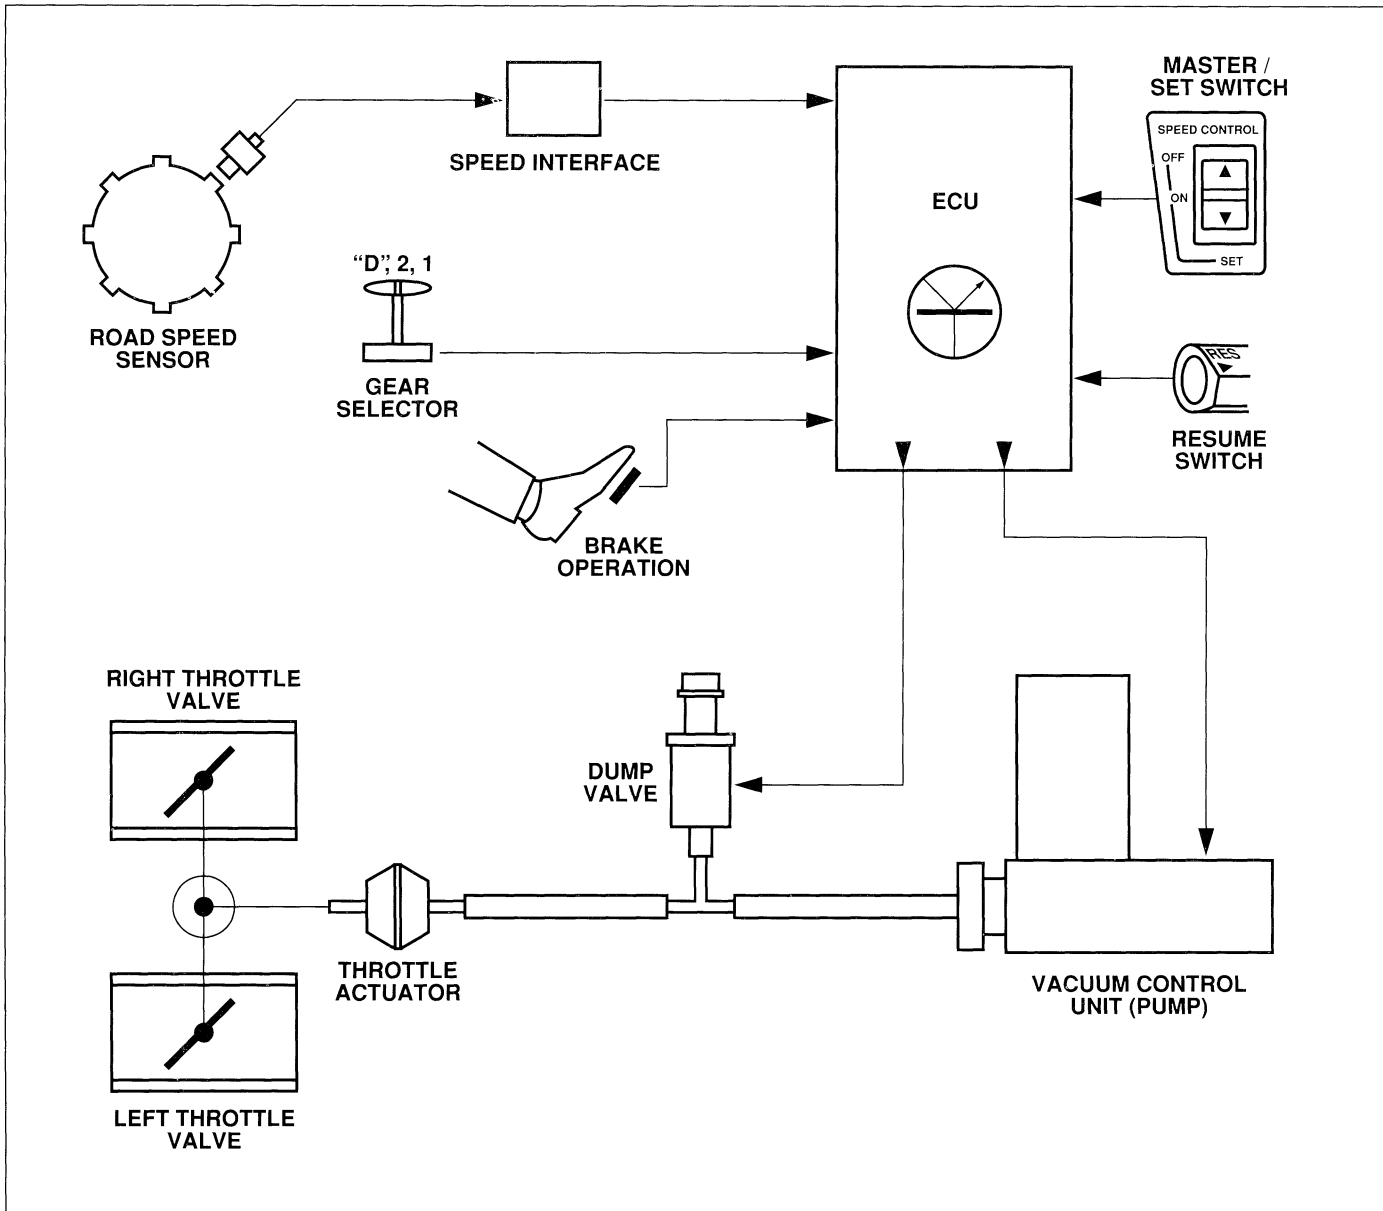 MASTER /
SET SWITCH
SPEED CONTROL
OFF
ON
SET
SPEED INTERFACE
ECU
"D", 2, 1
ROAD SPEED
SENSOR
GEAR
SELECTOR
RES
RESUME
SWITCH
BRAKE
OPERATION
RIGHT THROTTLE
VALVE
DUMP
VALVE
THROTTLE
ACTUATOR
VACUUM CONTROL
UNIT (PUMP)
LEFT THROTTLE
VALVE